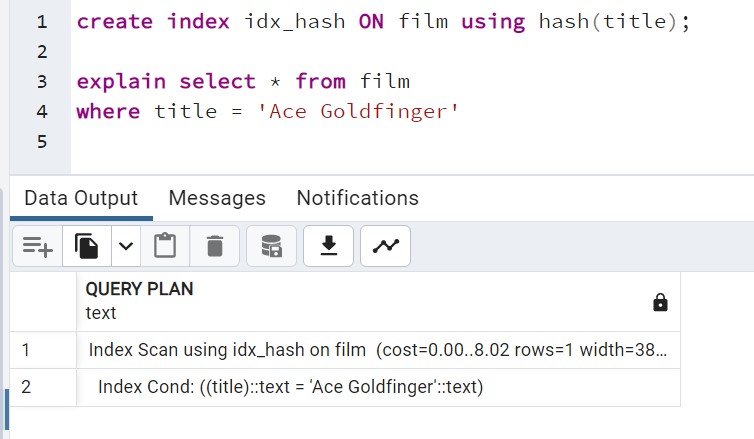 1 create index idx_hash ON film using hash(title);
2
3 explain select * from film
4 where title = 'Ace Goldfinger'
5
Data Output Messages Notifications
QUERY PLAN
text
1 Index Scan using idx_hash on film (cost=0.00..8.02 rows=1 width=38...
2 Index Cond: ((title)::text = 'Ace Goldfinger'::text)